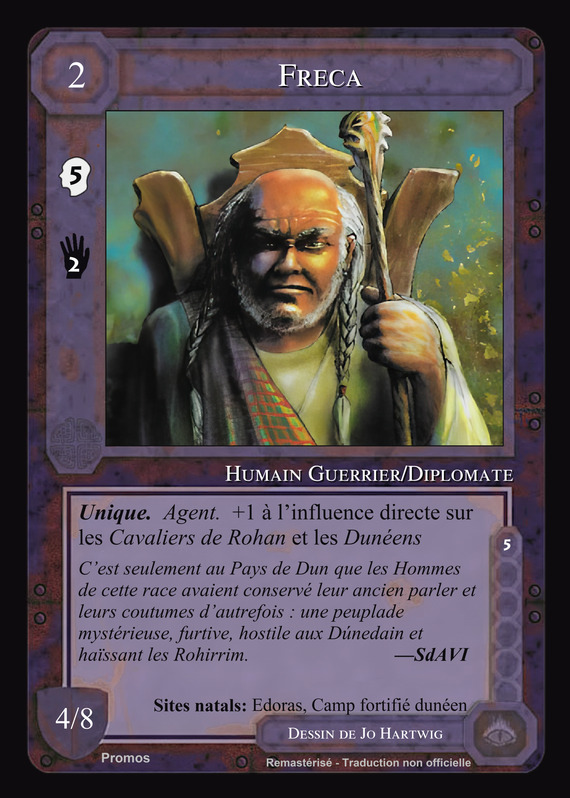 2
FRECA
5
2
HUMAIN GUERRIER/DIPLOMATE
Unique. Agent. +1 à l'influence directe sur
les Cavaliers de Rohan et les Dunéens
5
C'est seulement au Pays de Dun que les Hommes
de cette race avaient conservé leur ancien parler et
leurs coutumes d'autrefois : une peuplade
mystérieuse, furtive, hostile aux Dúnedain et
haïssant les Rohirrim. —SdAVI
Sites natals: Edoras, Camp fortifié dunéen
4/8
DESSIN DE JO HARTWIG
Promos
Remastérisé - Traduction non officielle